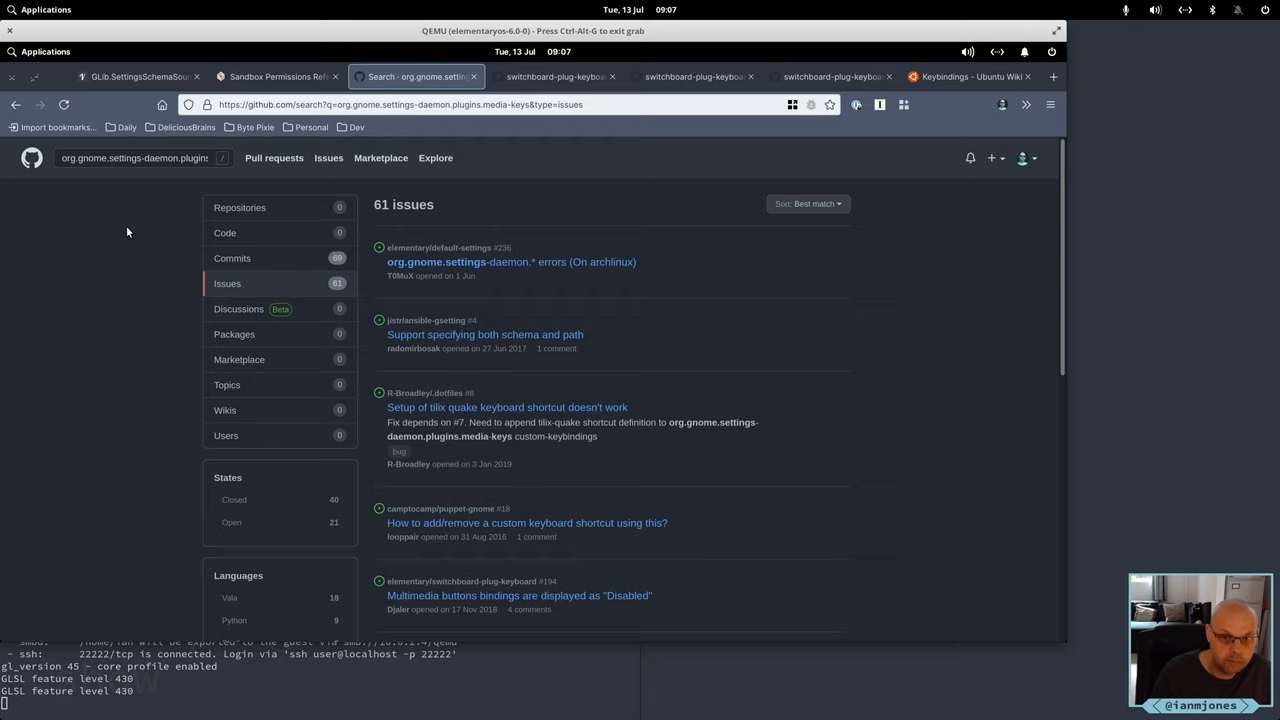 Applications
Tue, 13 Jul 09:07
QEMU (elementaryos-6.0-0) - Press Ctrl-Alt-G to exit grab
Applications
Tue, 13 Jul 09:07
GLib.SettingsSchemaSour
Sandbox Permissions Refe
Search · org.gnome.setting
switchboard-plug-keyboa
switchboard-plug-keyboa
switchboard-plug-keyboa
Keybindings - Ubuntu Wiki
https://github.com/search?q=org.gnome.settings-daemon.plugins.media-keys&type=issues
Import bookmarks...
Daily
DeliciousBrains
Byte Pixie
Personal
Dev
org.gnome.settings-daemon.plugins
/
Pull requests
Issues
Marketplace
Explore
Repositories 0
Code 0
Commits 69
Issues 61
Discussions Beta 0
Packages 0
Marketplace 0
Topics 0
Wikis 0
Users 0
States
Closed 40
Open 21
Languages
Vala 18
Python 9
61 issues
Sort: Best match
elementary/default-settings #236
org.gnome.settings-daemon.* errors (On archlinux)
T0MuX opened on 1 Jun
jistr/ansible-gsetting #4
Support specifying both schema and path
radomirbosak opened on 27 Jun 2017 1 comment
R-Broadley/.dotfiles #8
Setup of tilix quake keyboard shortcut doesn't work
Fix depends on #7. Need to append tilix-quake shortcut definition to org.gnome.settings-
daemon.plugins.media-keys custom-keybindings
bug
R-Broadley opened on 3 Jan 2019
camptocamp/puppet-gnome #18
How to add/remove a custom keyboard shortcut using this?
looppair opened on 31 Aug 2016 1 comment
elementary/switchboard-plug-keyboard #194
Multimedia buttons bindings are displayed as "Disabled"
Djaler opened on 17 Nov 2018 4 comments
- ssh: 22222/tcp is connected. Login via 'ssh user@localhost -p 22222'
gl_version 45 - core profile enabled
GLSL feature level 430
GLSL feature level 430
@ianmjones